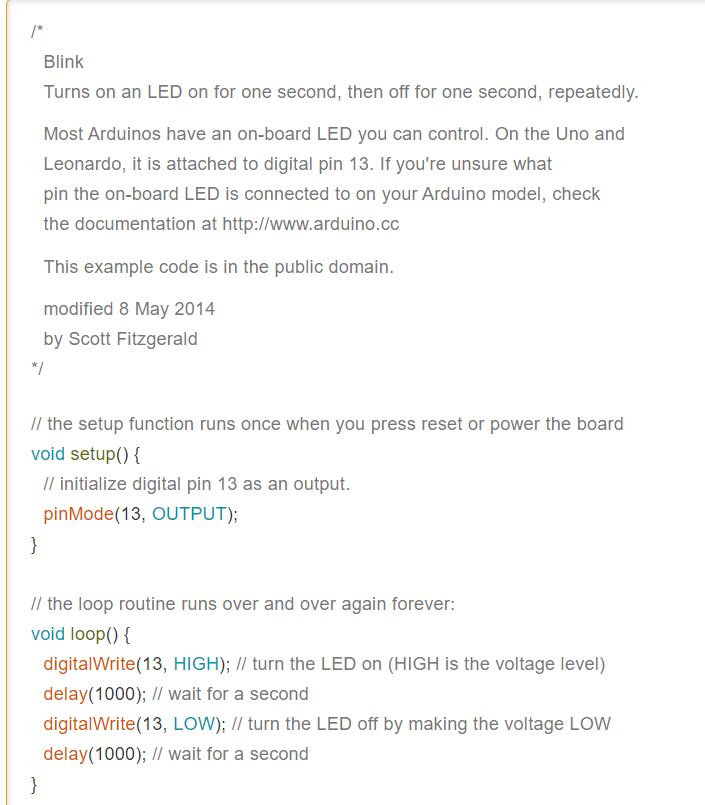 /*
Blink
Turns on an LED on for one second, then off for one second, repeatedly.
Most Arduinos have an on-board LED you can control. On the Uno and
Leonardo, it is attached to digital pin 13. If you're unsure what
pin the on-board LED is connected to on your Arduino model, check
the documentation at http://www.arduino.cc
This example code is in the public domain.
modified 8 May 2014
by Scott Fitzgerald
*/
// the setup function runs once when you press reset or power the board
void setup() {
// initialize digital pin 13 as an output.
pinMode(13, OUTPUT);
}
// the loop routine runs over and over again forever:
void loop() {
digitalWrite(13, HIGH); // turn the LED on (HIGH is the voltage level)
delay(1000); // wait for a second
digitalWrite(13, LOW); // turn the LED off by making the voltage LOW
delay(1000); // wait for a second
}